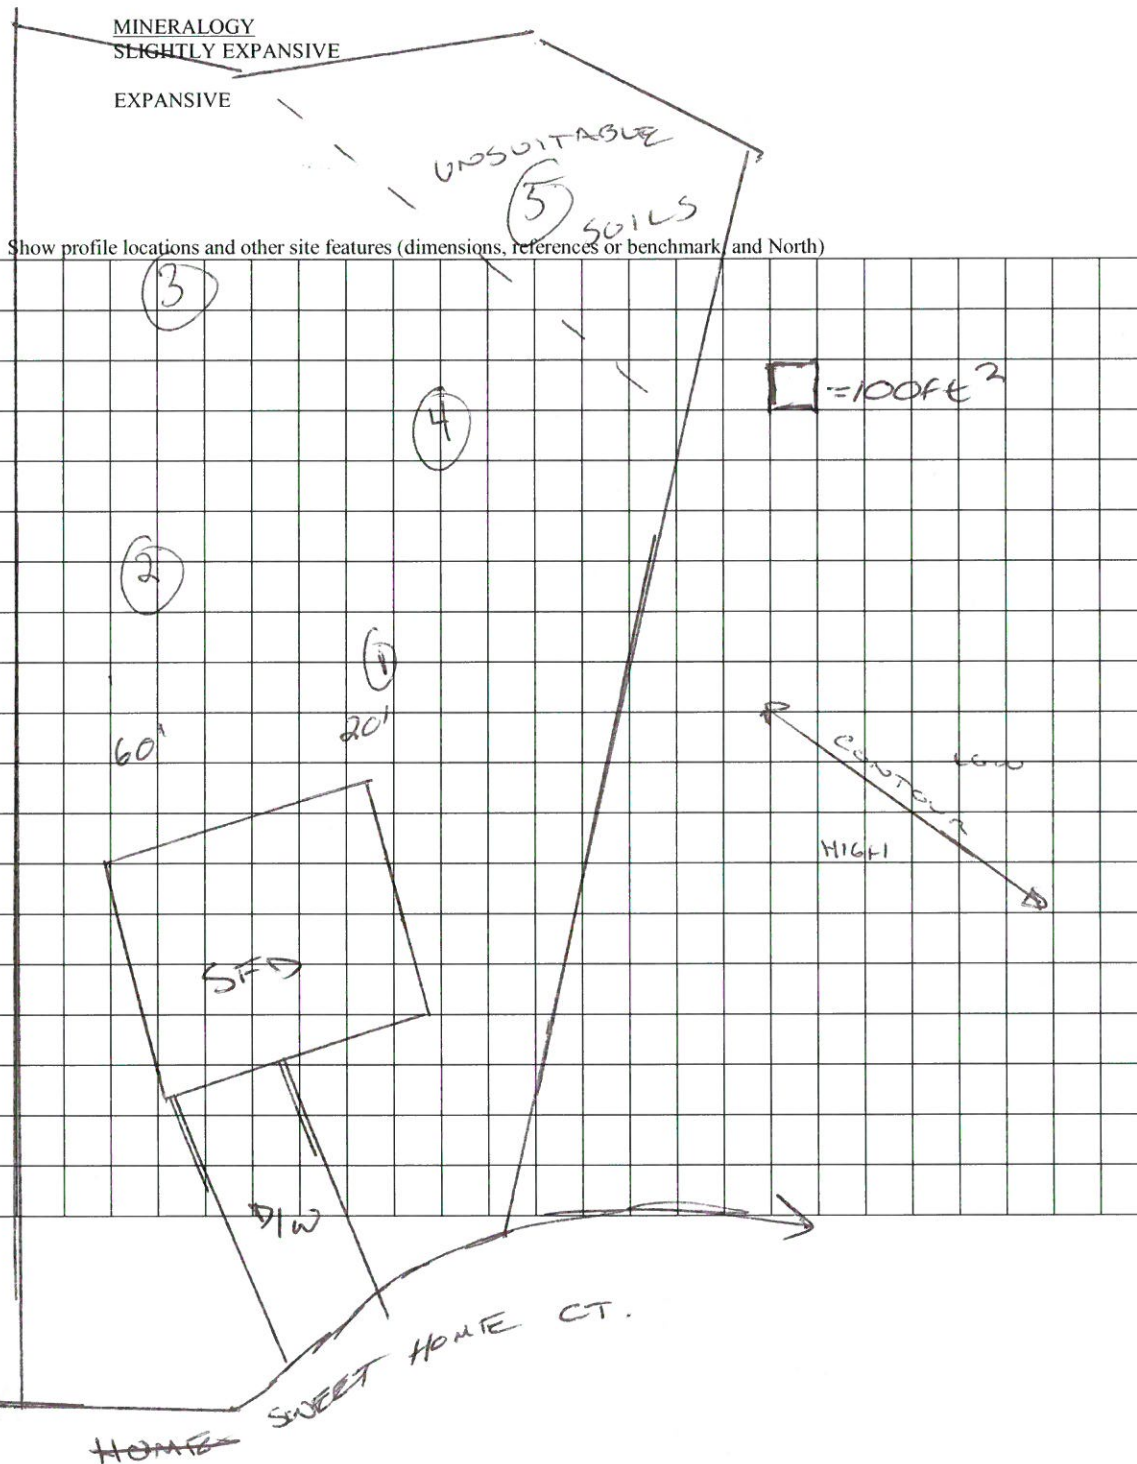 MINERALOGY
SLIGHTLY EXPANSIVE
EXPANSIVE
UNSUITABLE
5
SOILS
Show profile locations and other site features (dimensions, references or benchmark, and North)
3
=100ft²
4
2
1
20'
60'
CONTOUR
LOW
HIGH
SFD
D/W
SWEET HOME CT.
HOME